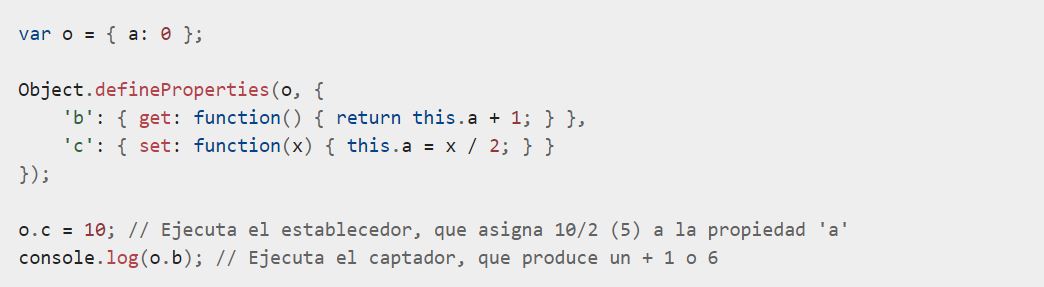 var o = { a: 0 };
Object.defineProperties(o, {
    'b': { get: function() { return this.a + 1; } },
    'c': { set: function(x) { this.a = x / 2; } }
});
o.c = 10; // Ejecuta el establecedor, que asigna 10/2 (5) a la propiedad 'a'
console.log(o.b); // Ejecuta el captador, que produce un + 1 o 6